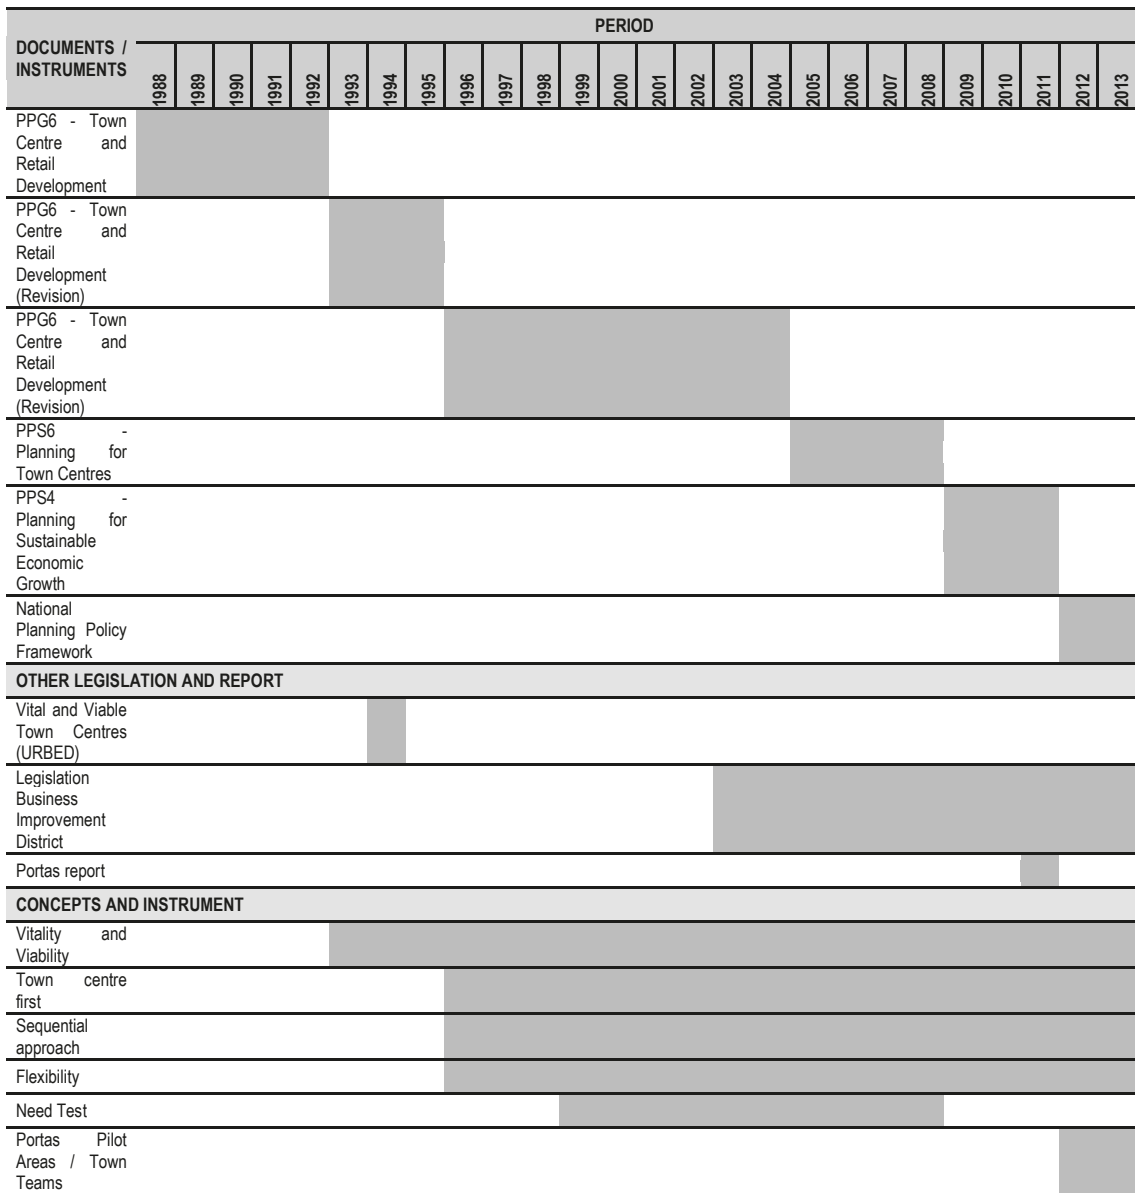 PERIOD
DOCUMENTS /
INSTRUMENTS
1988 1989 1990 1991 1992 1993 1994 1995 1996 1997 1998 1999 2000 2001 2002 2003 2004 2005 2006 2007 2008 2009 2010 2011 2012 2013
PPG6 - Town
Centre and
Retail
Development
PPG6 - Town
Centre and
Retail
Development
(Revision)
PPG6 - Town
Centre and
Retail
Development
(Revision)
PPS6 -
Planning for
Town Centres
PPS4 -
Planning for
Sustainable
Economic
Growth
National
Planning Policy
Framework
OTHER LEGISLATION AND REPORT
Vital and Viable
Town Centres
(URBED)
Legislation
Business
Improvement
District
Portas report
CONCEPTS AND INSTRUMENT
Vitality and
Viability
Town centre
first
Sequential
approach
Flexibility
Need Test
Portas Pilot
Areas / Town
Teams